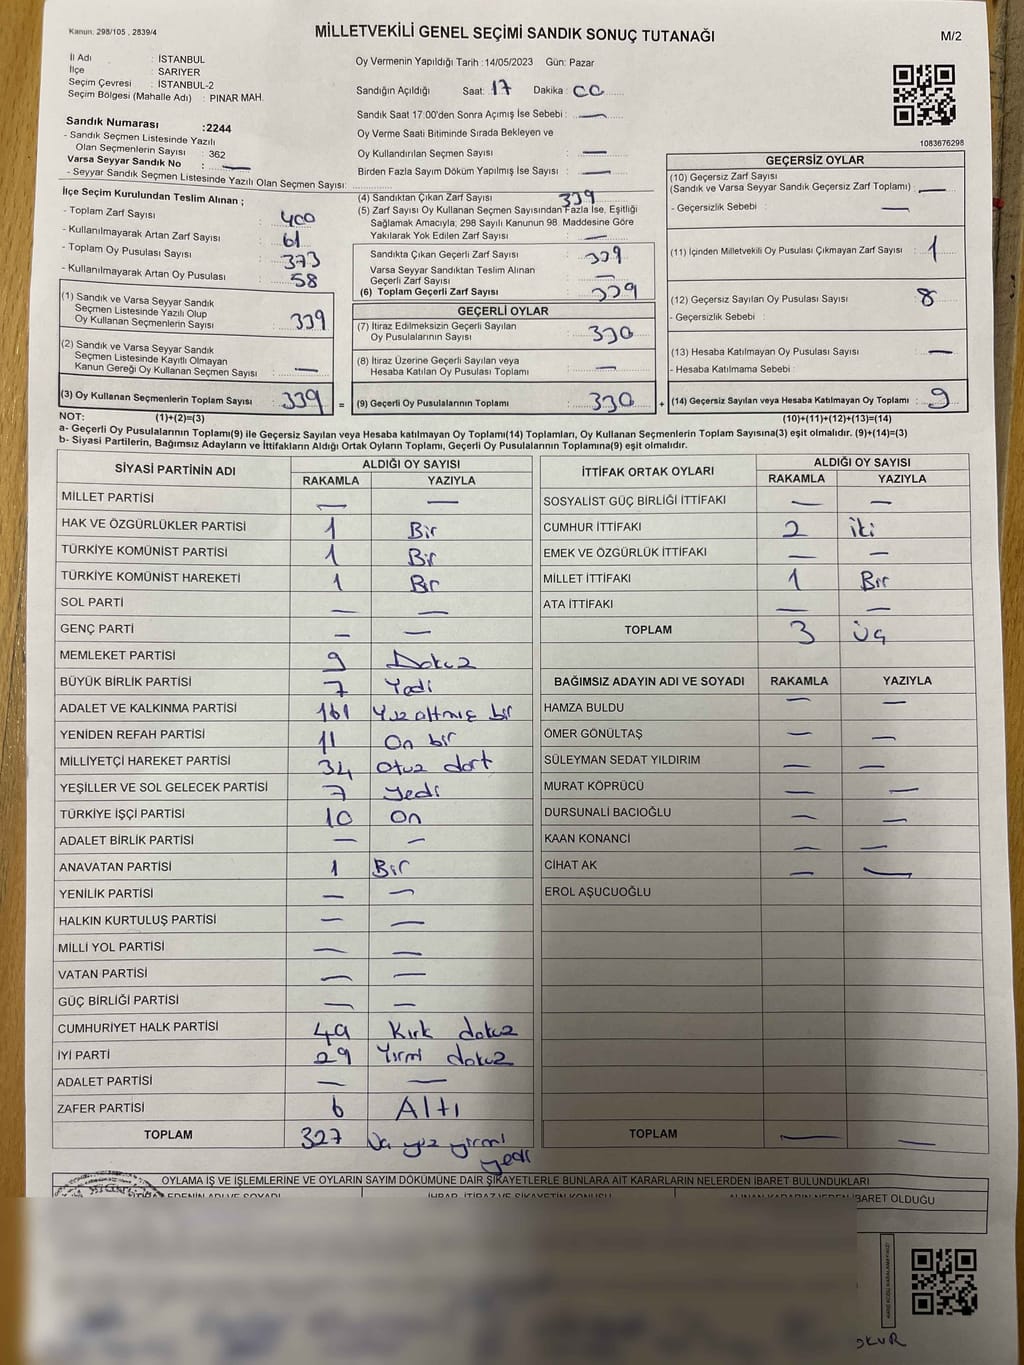 Kanun: 298/105 , 2839/4
MİLLETVEKİLİ GENEL SEÇİMİ SANDIK SONUÇ TUTANAĞI
M/2
İl Adı : İSTANBUL
İlçe : SARIYER
Seçim Çevresi : İSTANBUL-2
Seçim Bölgesi (Mahalle Adı) : PINAR MAH.
Oy Vermenin Yapıldığı Tarih :14/05/2023 Gün: Pazar
Sandığın Açıldığı Saat: 17 Dakika : 00
Sandık Saat 17:00'den Sonra Açımış İse Sebebi : —
Oy Verme Saati Bitiminde Sırada Bekleyen ve
Oy Kullandırılan Seçmen Sayısı : —
Birden Fazla Sayım Döküm Yapılmış İse Sayısı : —
Sandık Numarası :2244
- Sandık Seçmen Listesinde Yazılı
Olan Seçmenlerin Sayısı : 362
Varsa Seyyar Sandık No : —
- Seyyar Sandık Seçmen Listesinde Yazılı Olan Seçmen Sayısı:
1083676298
İlçe Seçim Kurulundan Teslim Alınan ;
- Toplam Zarf Sayısı : 400
- Kullanılmayarak Artan Zarf Sayısı : 61
- Toplam Oy Pusulası Sayısı : 373
- Kullanılmayarak Artan Oy Pusulası : 58
(1) Sandık ve Varsa Seyyar Sandık
Seçmen Listesinde Yazılı Olup
Oy Kullanan Seçmenlerin Sayısı : 339
(2) Sandık ve Varsa Seyyar Sandık
Seçmen Listesinde Kayıtlı Olmayan
Kanun Gereği Oy Kullanan Seçmen Sayısı : —
(3) Oy Kullanan Seçmenlerin Toplam Sayısı : 339
(4) Sandıktan Çıkan Zarf Sayısı : 339
(5) Zarf Sayısı Oy Kullanan Seçmen Sayısından Fazla İse, Eşitliği
Sağlamak Amacıyla, 298 Sayılı Kanunun 98. Maddesine Göre
Yakılarak Yok Edilen Zarf Sayısı : —
Sandıkta Çıkan Geçerli Zarf Sayısı : 339
Varsa Seyyar Sandıktan Teslim Alınan
Geçerli Zarf Sayısı : —
(6) Toplam Geçerli Zarf Sayısı : 339
GEÇERLİ OYLAR
(7) İtiraz Edilmeksizin Geçerli Sayılan
Oy Pusulalarının Sayısı : 330
(8) İtiraz Üzerine Geçerli Sayılan veya
Hesaba Katılan Oy Pusulası Toplamı : —
= (9) Geçerli Oy Pusulalarının Toplamı : 330
GEÇERSİZ OYLAR
(10) Geçersiz Zarf Sayısı
(Sandık ve Varsa Seyyar Sandık Geçersiz Zarf Toplamı) : —
- Geçersizlik Sebebi : —
(11) İçinden Milletvekili Oy Pusulası Çıkmayan Zarf Sayısı : 1
(12) Geçersiz Sayılan Oy Pusulası Sayısı : 8
- Geçersizlik Sebebi :
(13) Hesaba Katılmayan Oy Pusulası Sayısı : —
- Hesaba Katılmama Sebebi :
+ (14) Geçersiz Sayılan veya Hesaba Katılmayan Oy Toplamı : 9
NOT: (1)+(2)=(3) (10)+(11)+(12)+(13)=(14)
a- Geçerli Oy Pusulalarının Toplamı(9) ile Geçersiz Sayılan veya Hesaba katılmayan Oy Toplamı(14) Toplamları, Oy Kullanan Seçmenlerin Toplam Sayısına(3) eşit olmalıdır. (9)+(14)=(3)
b- Siyasi Partilerin, Bağımsız Adayların ve İttifakların Aldığı Ortak Oyların Toplamı, Geçerli Oy Pusulalarının Toplamına(9) eşit olmalıdır.
SİYASİ PARTİNİN ADI ALDIĞI OY SAYISI
RAKAMLA YAZIYLA
MİLLET PARTİSİ — —
HAK VE ÖZGÜRLÜKLER PARTİSİ 1 Bir
TÜRKİYE KOMÜNİST PARTİSİ 1 Bir
TÜRKİYE KOMÜNİST HAREKETİ 1 Bir
SOL PARTİ — —
GENÇ PARTİ — —
MEMLEKET PARTİSİ 9 Dokuz
BÜYÜK BİRLİK PARTİSİ 7 Yedi
ADALET VE KALKINMA PARTİSİ 161 Yüz altmış bir
YENİDEN REFAH PARTİSİ 11 On bir
MİLLİYETÇİ HAREKET PARTİSİ 34 otuz dört
YEŞİLLER VE SOL GELECEK PARTİSİ 7 yedi
TÜRKİYE İŞÇİ PARTİSİ 10 On
ADALET BİRLİK PARTİSİ — —
ANAVATAN PARTİSİ 1 Bir
YENİLİK PARTİSİ — —
HALKIN KURTULUŞ PARTİSİ — —
MİLLİ YOL PARTİSİ — —
VATAN PARTİSİ — —
GÜÇ BİRLİĞİ PARTİSİ — —
CUMHURİYET HALK PARTİSİ 49 Kırk dokuz
İYİ PARTİ 29 Yirmi dokuz
ADALET PARTİSİ — —
ZAFER PARTİSİ 6 Altı
TOPLAM 327 Üç yüz yirmi
yedi
İTTİFAK ORTAK OYLARI ALDIĞI OY SAYISI
RAKAMLA YAZIYLA
SOSYALİST GÜÇ BİRLİĞİ İTTİFAKI — —
CUMHUR İTTİFAKI 2 iki
EMEK VE ÖZGÜRLÜK İTTİFAKI — —
MİLLET İTTİFAKI 1 Bir
ATA İTTİFAKI — —
TOPLAM 3 Üç
BAĞIMSIZ ADAYIN ADI VE SOYADI RAKAMLA YAZIYLA
HAMZA BULDU — —
ÖMER GÖNÜLTAŞ — —
SÜLEYMAN SEDAT YILDIRIM — —
MURAT KÖPRÜCÜ — —
DURSUNALİ BACIOĞLU — —
KAAN KONANCİ — —
CİHAT AK — —
EROL AŞUCUOĞLU
TOPLAM — —
OYLAMA İŞ VE İŞLEMLERİNE VE OYLARIN SAYIM DÖKÜMÜNE DAİR ŞİKAYETLERLE BUNLARA AİT KARARLARIN NELERDEN İBARET BULUNDUKLARI
İBARET OLDUĞU